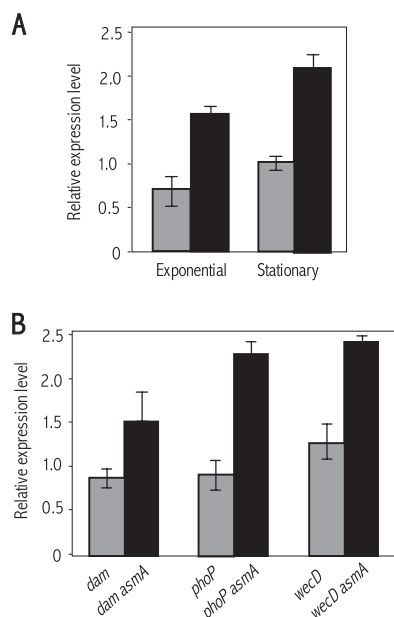 A
Relative expression level
2.5
2.0
1.5
1.0
0.5
0
Exponential Stationary
B
Relative expression level
2.5
2.0
1.5
1.0
0.5
0
dam
dam asmA
phoP
phoP asmA
wecD
wecD asmA